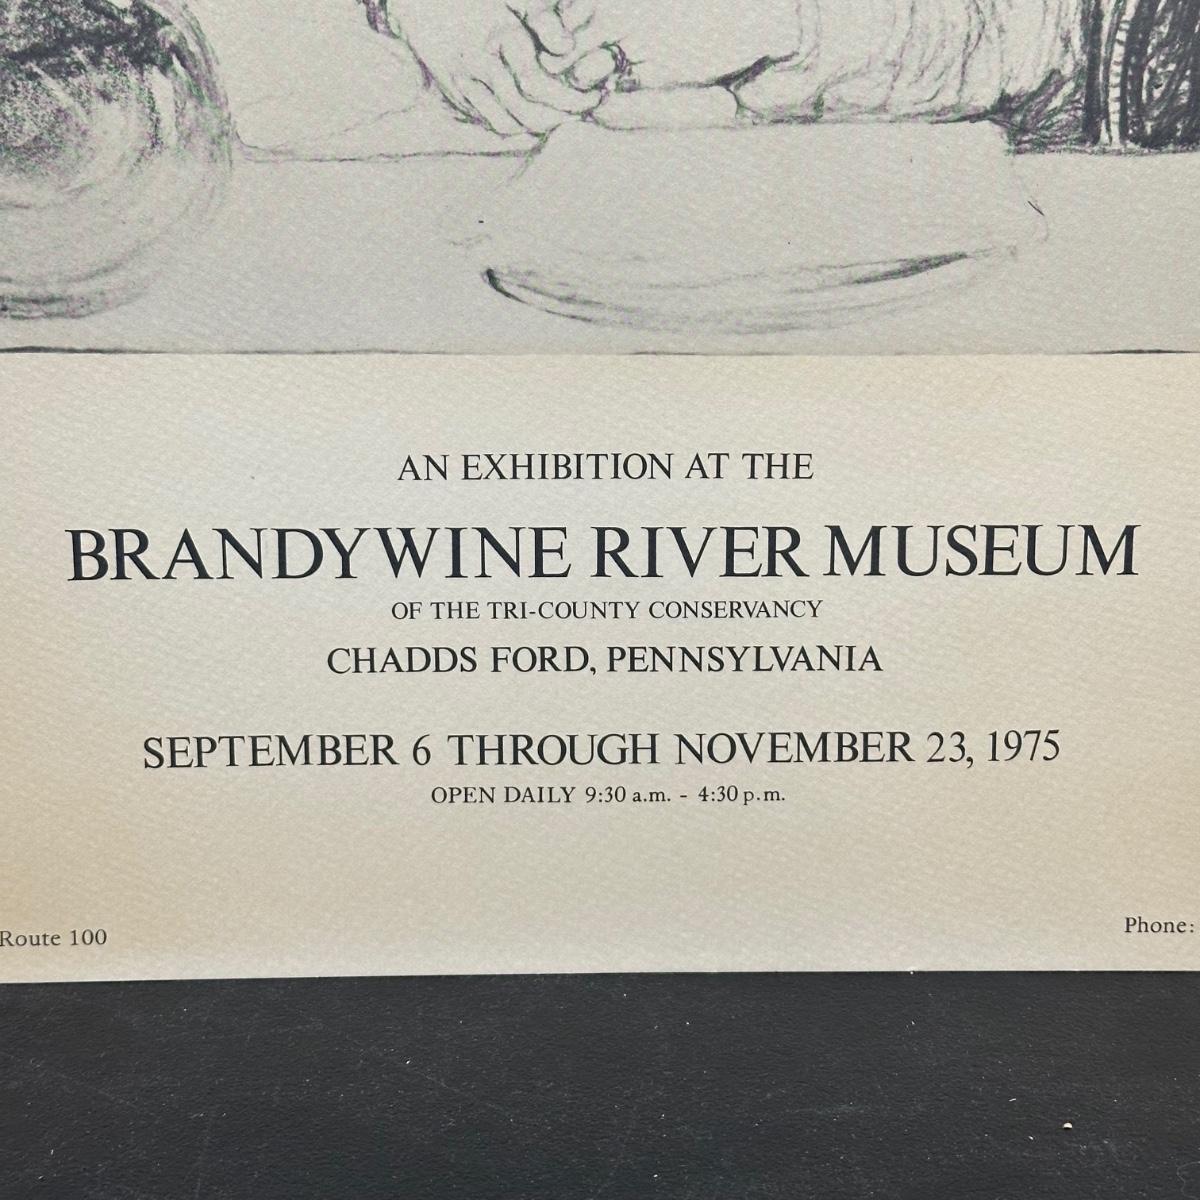 AN EXHIBITION AT THE
BRANDYWINE RIVER MUSEUM
OF THE TRI-COUNTY CONSERVANCY
CHADDS FORD, PENNSYLVANIA
SEPTEMBER 6 THROUGH NOVEMBER 23, 1975
OPEN DAILY 9:30 a.m. - 4:30 p.m.
Route 100
Phone: